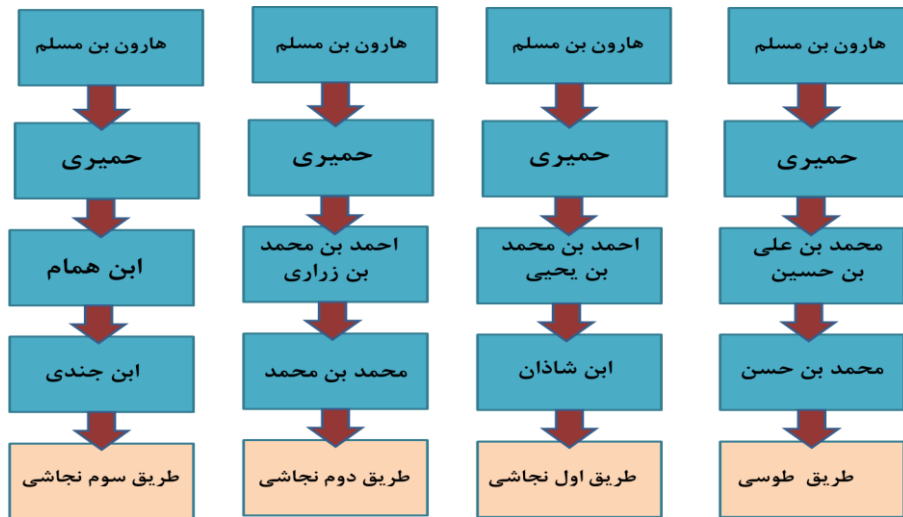 هارون بن مسلم
هارون بن مسلم
هارون بن مسلم
هارون بن مسلم
حمیری
حمیری
حمیری
حمیری
محمد بن علی
بن حسین
احمد بن محمد
بن یحیی
احمد بن محمد
بن زراری
ابن همام
محمد بن حسن
ابن شاذان
محمد بن محمد
ابن جندی
طریق طوسی
طریق اول نجاشی
طریق دوم نجاشی
طریق سوم نجاشی